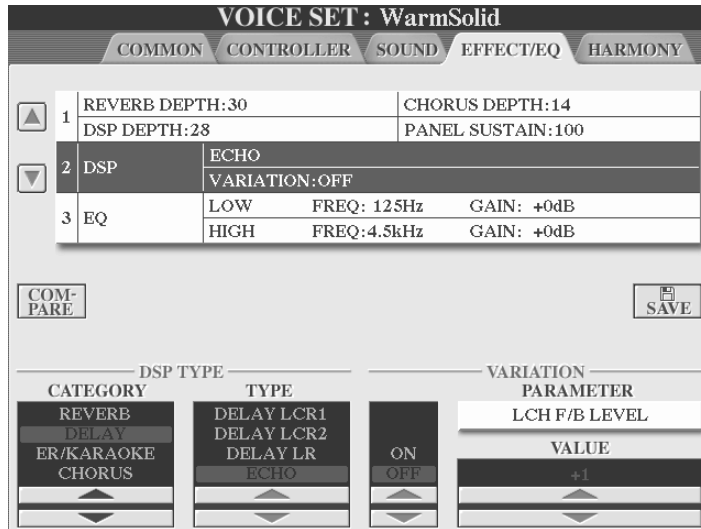 VOICE SET : WarmSolid
COMMON CONTROLLER SOUND EFFECT/EQ HARMONY
1 REVERB DEPTH:30 CHORUS DEPTH:14
DSP DEPTH:28 PANEL SUSTAIN:100
2 DSP ECHO
VARIATION:OFF
3 EQ LOW FREQ: 125Hz GAIN: +0dB
HIGH FREQ:4.5kHz GAIN: +0dB
COM-
PARE
SAVE
DSP TYPE VARIATION
CATEGORY TYPE PARAMETER
REVERB DELAY LCR1 LCH F/B LEVEL
DELAY DELAY LCR2
ER/KARAOKE DELAY LR ON VALUE
CHORUS ECHO OFF +1